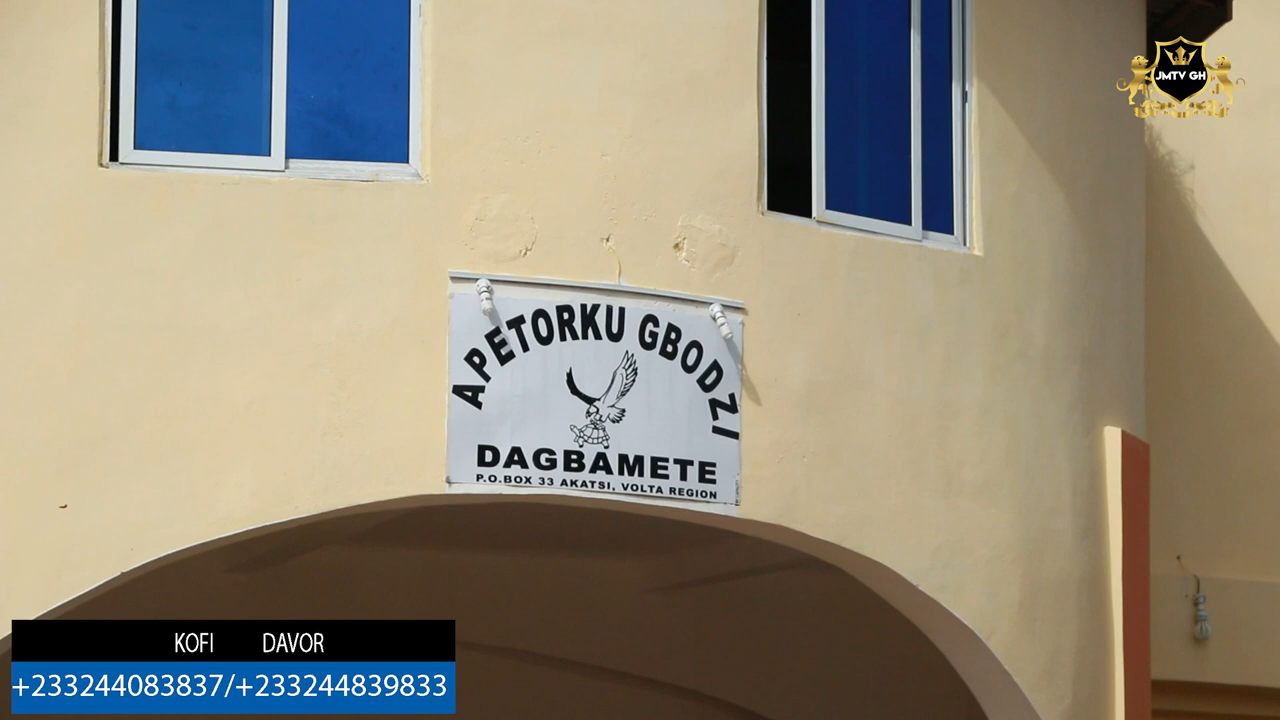 JMTV GH
APETORKU GBODZI
DAGBAMETE
P.O.BOX 33 AKATSI, VOLTA REGION
KOFI DAVOR
+233244083837/+233244839833